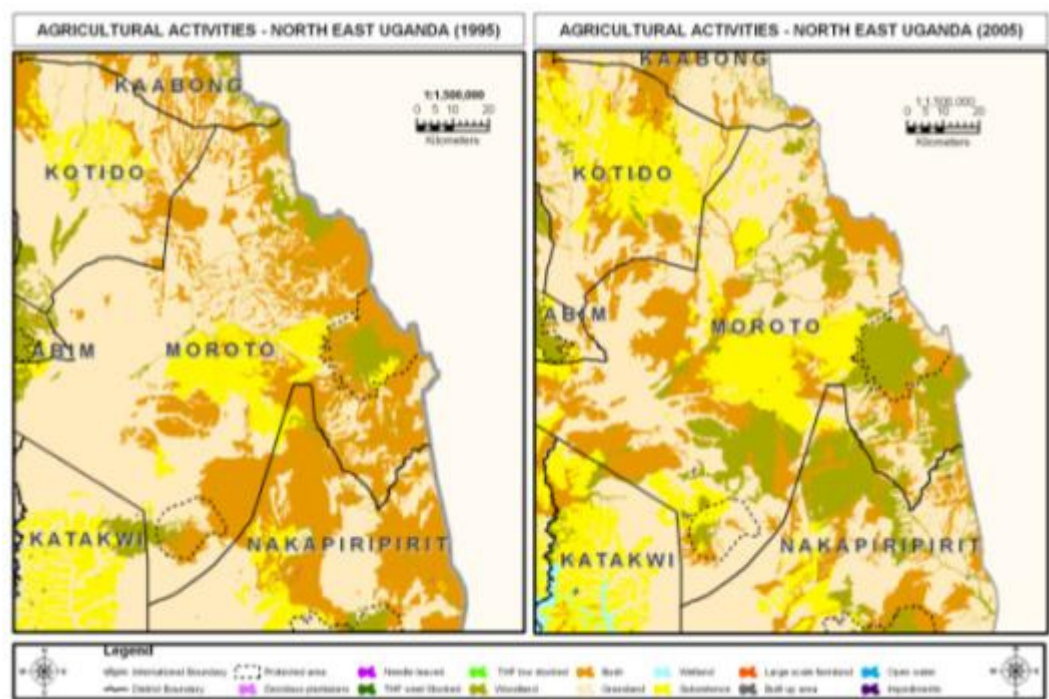 AGRICULTURAL ACTIVITIES - NORTH EAST UGANDA (1995)
KAABONG
1:1,500,000
0 5 10 20
Kilometers
KOTIDO
ABIM
MOROTO
KATAKWI
NAKAPIRIPIRIT
AGRICULTURAL ACTIVITIES - NORTH EAST UGANDA (2005)
KAABONG
1:1,500,000
0 5 10 20
Kilometers
KOTIDO
ABIM
MOROTO
KATAKWI
NAKAPIRIPIRIT
Legend
International Boundary
Protected area
Needle leaved
THF low stocked
Bush
Wetland
Large scale farmland
Open water
District Boundary
THF well stocked
Woodland
Grassland
Subsistence
Built up area
Impediments